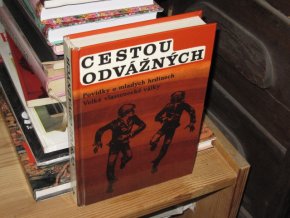 CESTOU
ODVÁŽNÝCH
Povídky o mladých hrdinech
Velké vlastenecké války